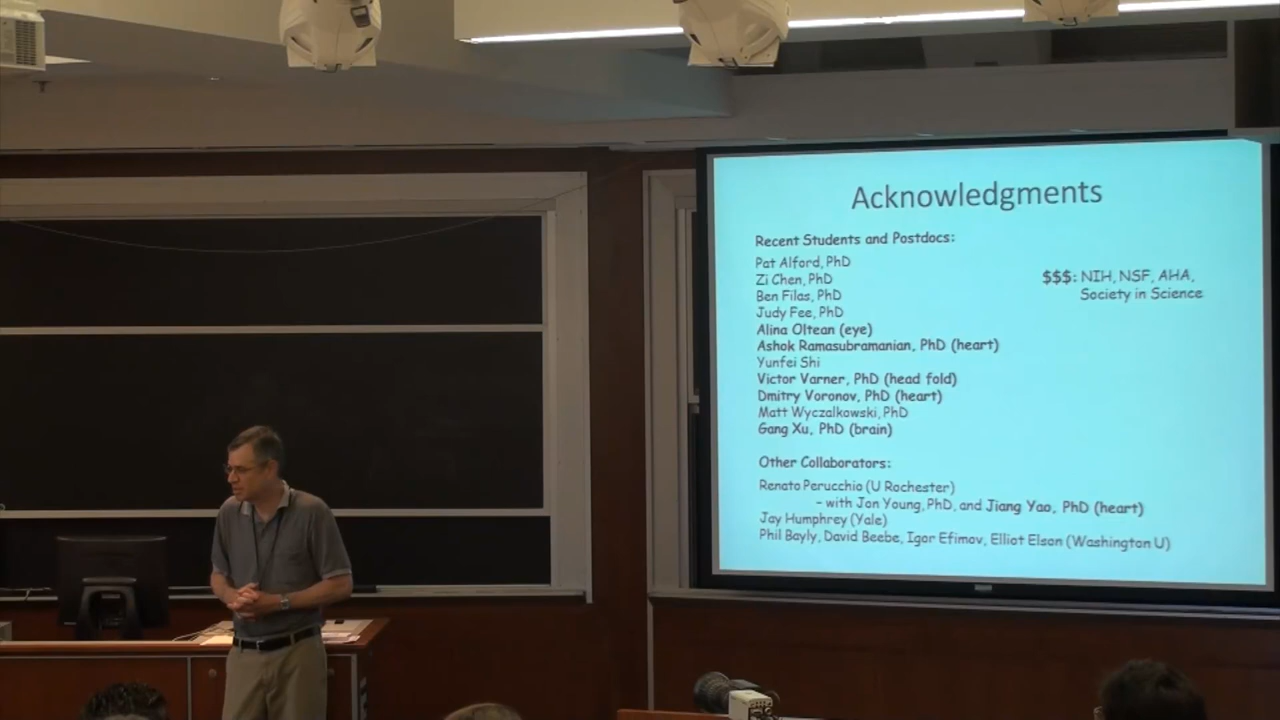 Acknowledgments
Recent Students and Postdocs:
Pat Alford, PhD
Zi Chen, PhD
Ben Filas, PhD
Judy Fee, PhD
Alina Oltean (eye)
Ashok Ramasubramanian, PhD (heart)
Yunfei Shi
Victor Varner, PhD (head fold)
Dmitry Voronov, PhD (heart)
Matt Wyczalkowski, PhD
Gang Xu, PhD (brain)
$$$: NIH, NSF, AHA,
Society in Science
Other Collaborators:
Renato Perucchio (U Rochester)
– with Jon Young, PhD, and Jiang Yao, PhD (heart)
Jay Humphrey (Yale)
Phil Bayly, David Beebe, Igor Efimov, Elliot Elson (Washington U)